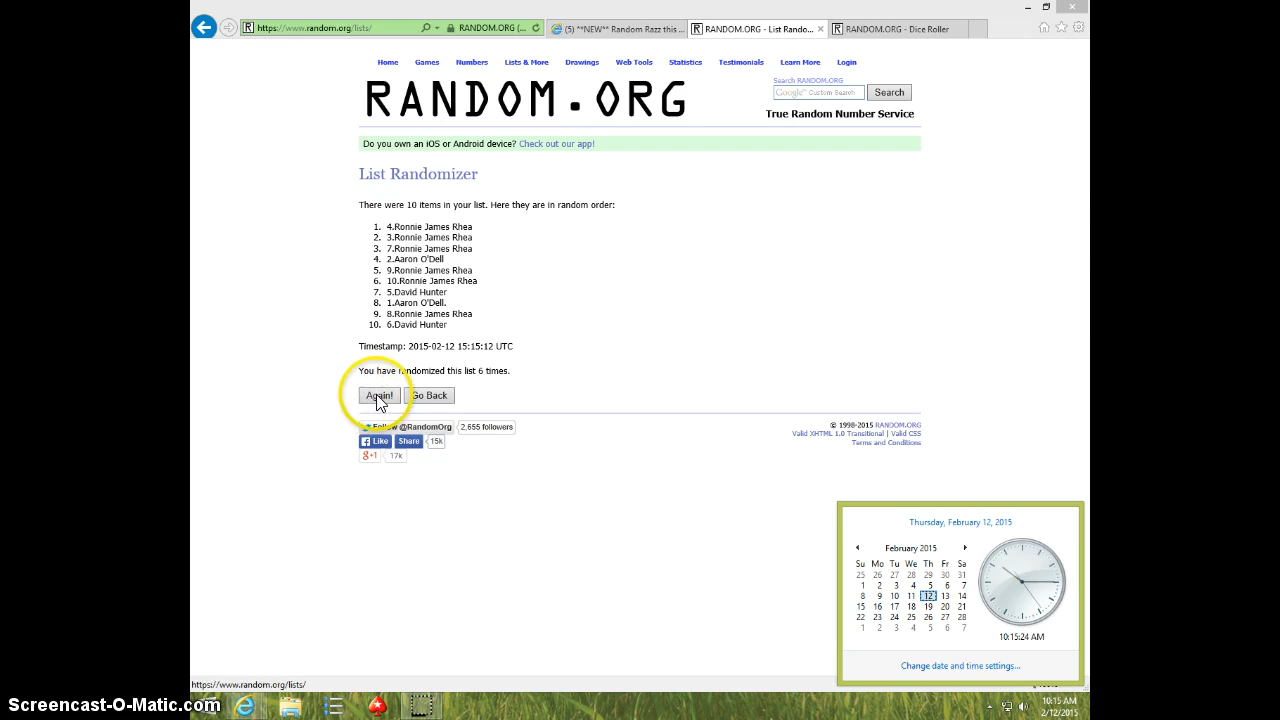 https://www.random.org/lists/
RANDOM.ORG (...
(5) **NEW** Random Razz this ...
RANDOM.ORG - List Rando...
RANDOM.ORG - Dice Roller
Home Games Numbers Lists & More Drawings Web Tools Statistics Testimonials Learn More Login
RANDOM.ORG
Search RANDOM.ORG
Google™ Custom Search
Search
True Random Number Service
Do you own an iOS or Android device? Check out our app!
List Randomizer
There were 10 items in your list. Here they are in random order:
1. 4.Ronnie James Rhea
2. 3.Ronnie James Rhea
3. 7.Ronnie James Rhea
4. 2.Aaron O'Dell
5. 9.Ronnie James Rhea
6. 10.Ronnie James Rhea
7. 5.David Hunter
8. 1.Aaron O'Dell.
9. 8.Ronnie James Rhea
10. 6.David Hunter
Timestamp: 2015-02-12 15:15:12 UTC
You have randomized this list 6 times.
Again! Go Back
Follow @RandomOrg 2,655 followers
Like Share 15k
g+1 17k
© 1998-2015 RANDOM.ORG
Valid XHTML 1.0 Transitional | Valid CSS
Terms and Conditions
Thursday, February 12, 2015
February 2015
Su Mo Tu We Th Fr Sa
25 26 27 28 29 30 31
1 2 3 4 5 6 7
8 9 10 11 12 13 14
15 16 17 18 19 20 21
22 23 24 25 26 27 28
1 2 3 4 5 6 7
10:15:24 AM
Change date and time settings...
https://www.random.org/lists/
Screencast-O-Matic.com
10:15 AM
2/12/2015